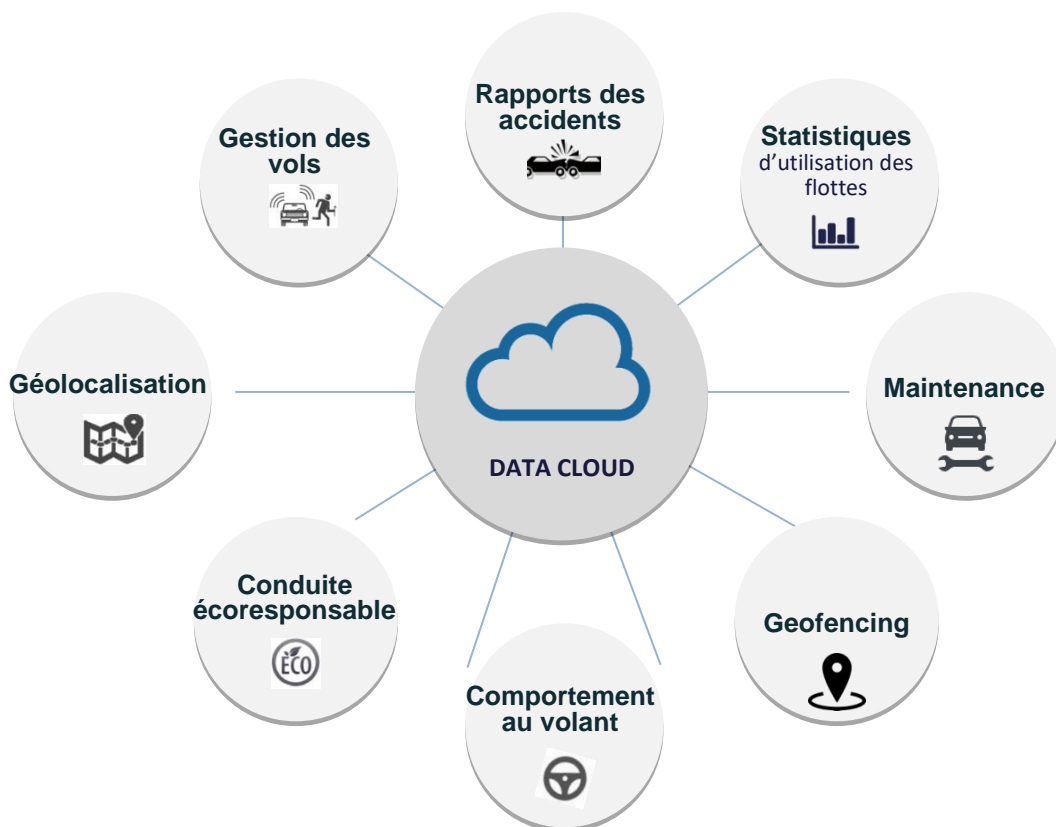 Rapports des
accidents
Gestion des
vols
Statistiques
d'utilisation des
flottes
Géolocalisation
DATA CLOUD
Maintenance
Conduite
écoresponsable
ÉCO
Geofencing
Comportement
au volant